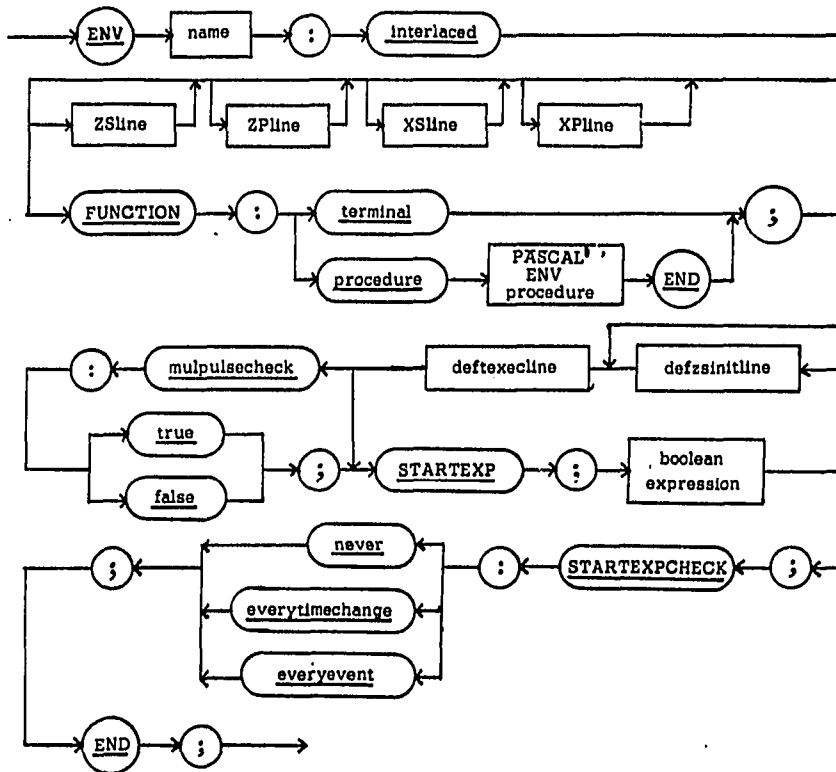 ENV name : interlaced
ZSline ZPline XSline XPline
FUNCTION : terminal ;
procedure PASCAL ENV procedure END
: mulpulsecheck deftexecline defzsinitline
true
false ; STARTEXP : boolean expression
; never : STARTEXPCHECK ;
everytimechange
everyevent
END ;